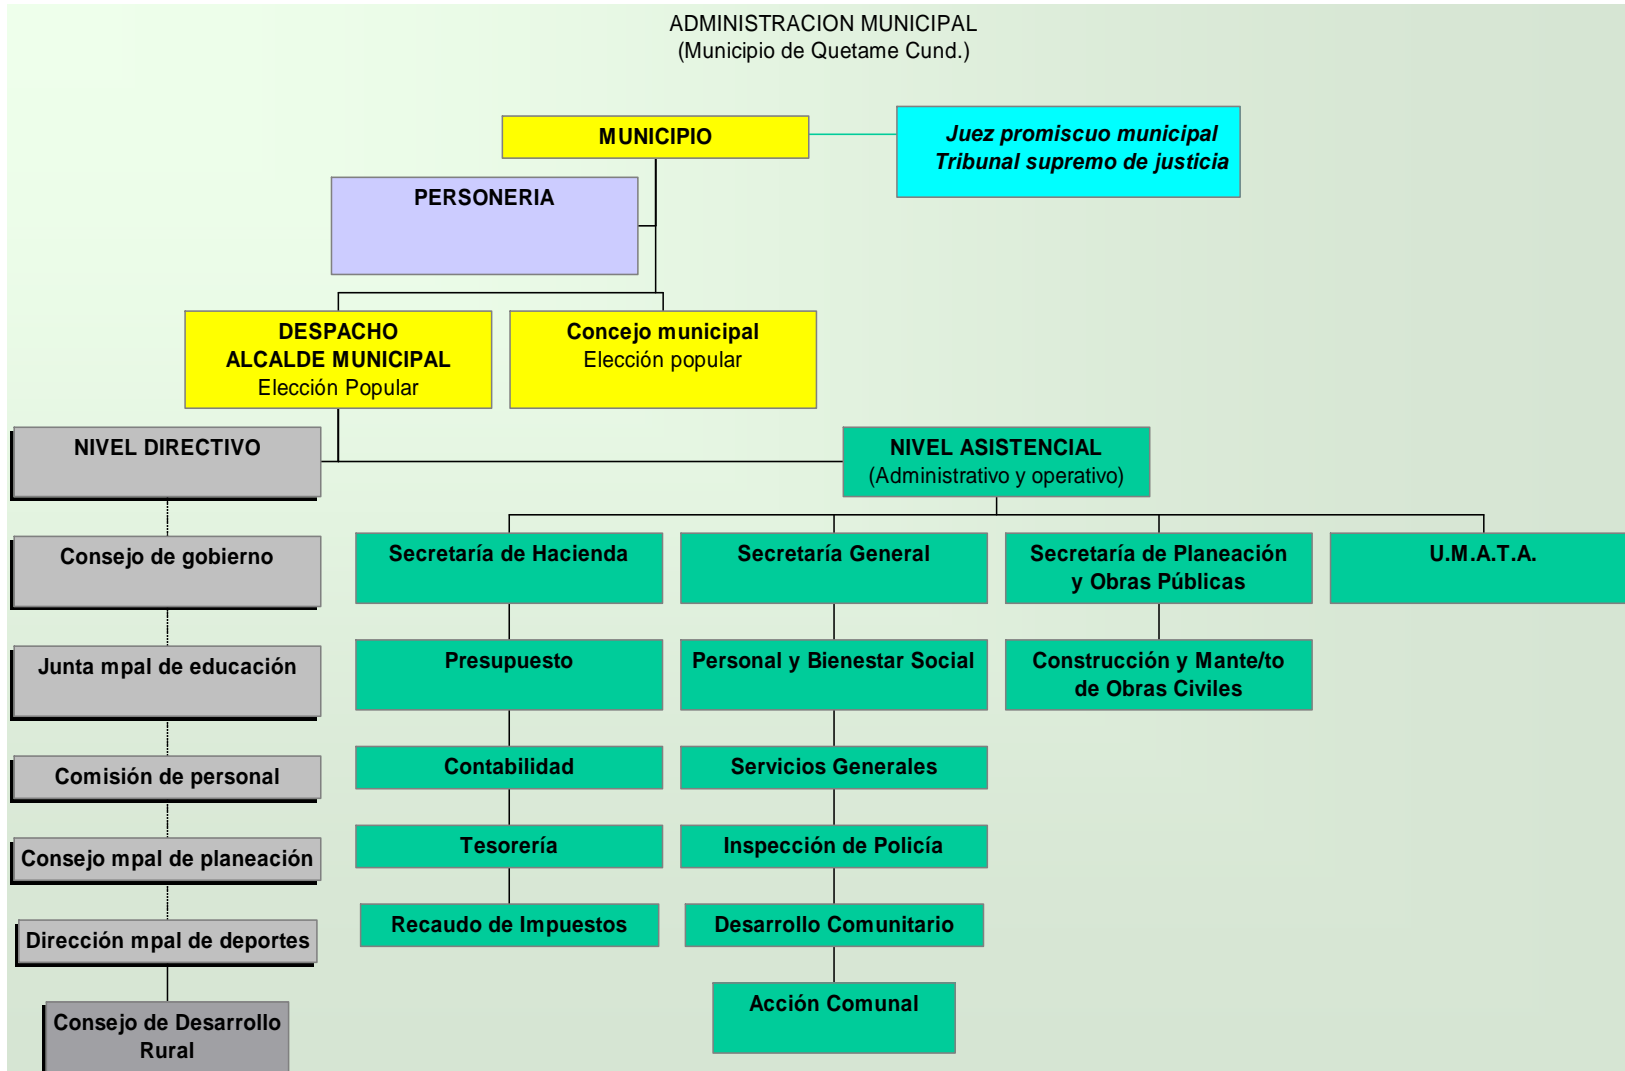 ADMINISTRACION MUNICIPAL
(Municipio de Quetame Cund.)
MUNICIPIO
Juez promiscuo municipal
Tribunal supremo de justicia
PERSONERIA
DESPACHO
ALCALDE MUNICIPAL
Elección Popular
Concejo municipal
Elección popular
NIVEL DIRECTIVO
NIVEL ASISTENCIAL
(Administrativo y operativo)
Consejo de gobierno
Secretaría de Hacienda
Secretaría General
Secretaría de Planeación
y Obras Públicas
U.M.A.T.A.
Junta mpal de educación
Presupuesto
Personal y Bienestar Social
Construcción y Mante/to
de Obras Civiles
Comisión de personal
Contabilidad
Servicios Generales
Consejo mpal de planeación
Tesorería
Inspección de Policía
Dirección mpal de deportes
Recaudo de Impuestos
Desarrollo Comunitario
Consejo de Desarrollo
Rural
Acción Comunal